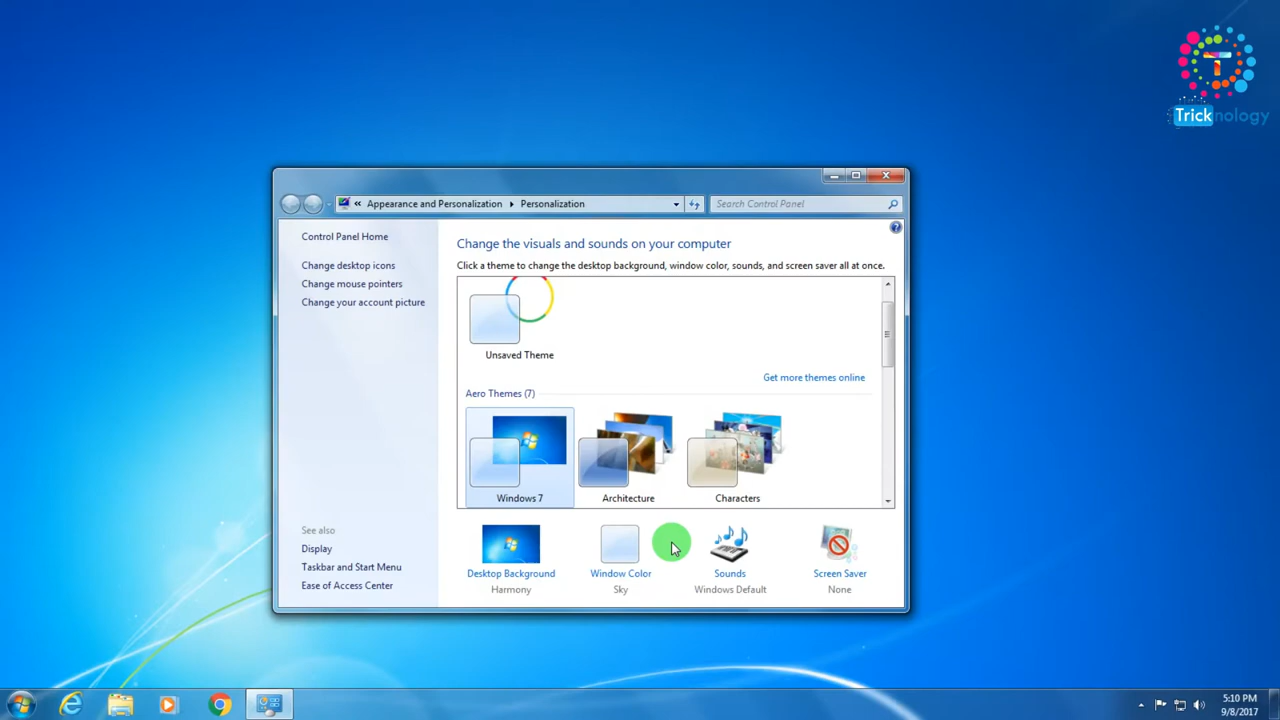 T
Tricknology
« Appearance and Personalization Personalization
Search Control Panel
Control Panel Home
Change desktop icons
Change mouse pointers
Change your account picture
Change the visuals and sounds on your computer
Click a theme to change the desktop background, window color, sounds, and screen saver all at once.
Unsaved Theme
Get more themes online
Aero Themes (7)
Windows 7
Architecture
Characters
See also
Display
Taskbar and Start Menu
Ease of Access Center
Desktop Background
Harmony
Window Color
Sky
Sounds
Windows Default
Screen Saver
None
5:10 PM
9/8/2017